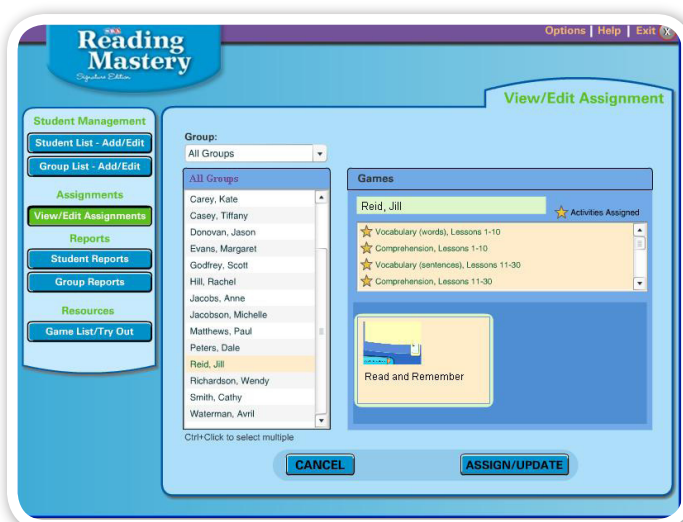 Options | Help | Exit X
SRA
Reading
Mastery
Signature Edition
View/Edit Assignment
Student Management
Student List - Add/Edit
Group List - Add/Edit
Assignments
View/Edit Assignments
Reports
Student Reports
Group Reports
Resources
Game List/Try Out
Group:
All Groups
All Groups
Carey, Kate
Casey, Tiffany
Donovan, Jason
Evans, Margaret
Godfrey, Scott
Hill, Rachel
Jacobs, Anne
Jacobson, Michelle
Matthews, Paul
Peters, Dale
Reid, Jill
Richardson, Wendy
Smith, Cathy
Waterman, Avril
Ctrl+Click to select multiple
Games
Reid, Jill
Activities Assigned
Vocabulary (words), Lessons 1-10
Comprehension, Lessons 1-10
Vocabulary (sentences), Lessons 11-30
Comprehension, Lessons 11-30
Read and Remember
CANCEL
ASSIGN/UPDATE